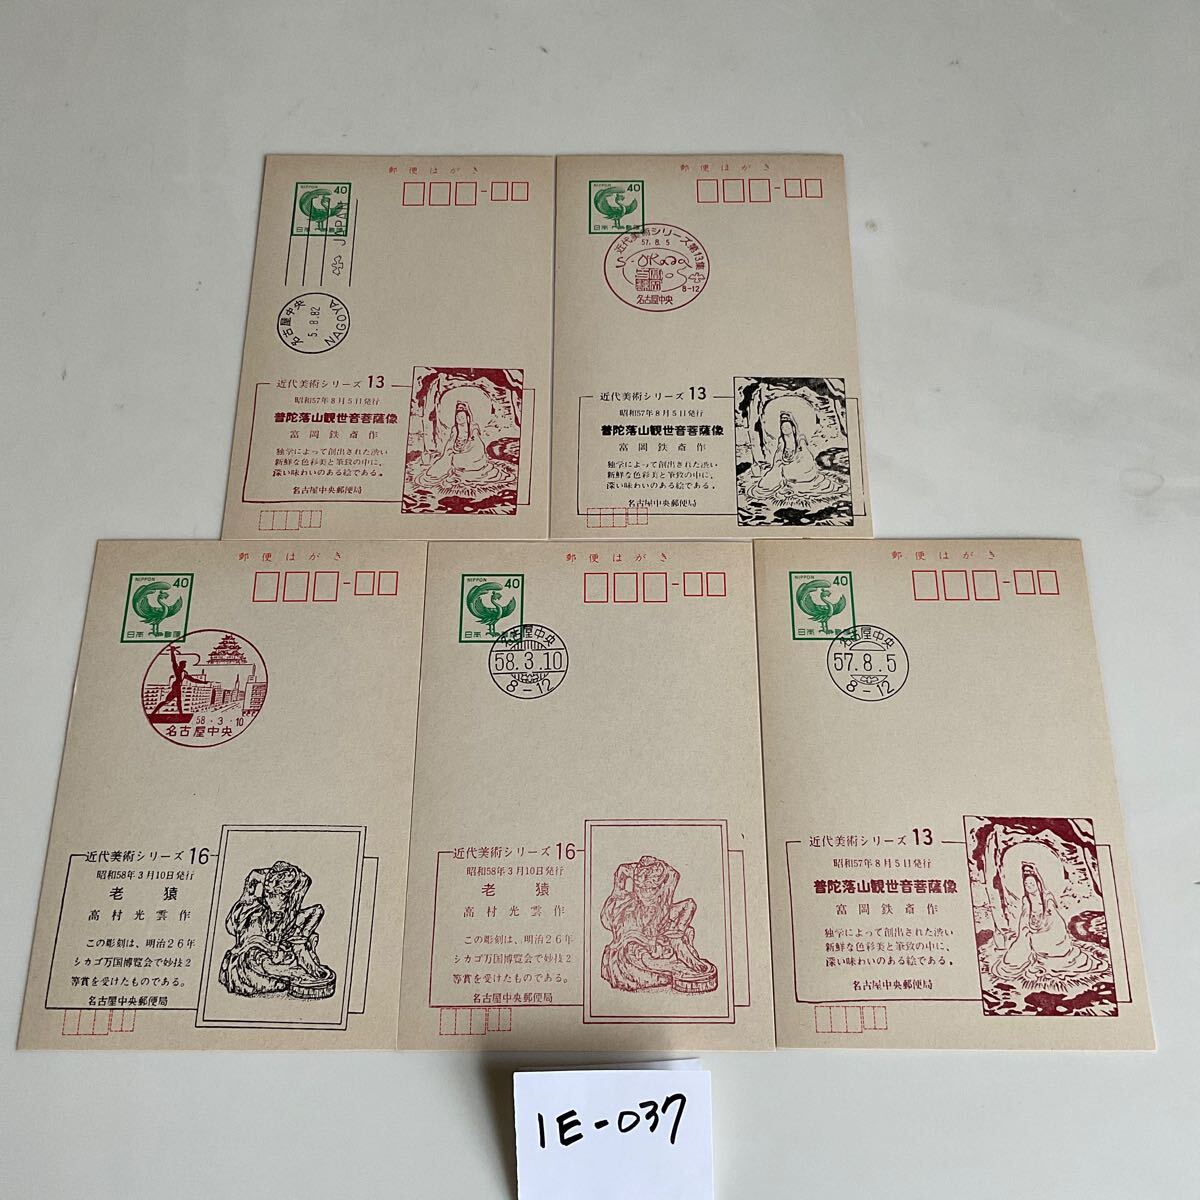 郵便はがき
NIPPON 40
日本郵便
JAPAN
名古屋中央
5.8.82
NAGOYA
近代美術シリーズ 13
昭和57年8月5日発行
普陀落山観世音菩薩像
富岡鉄斎作
独学によって創出された渋い
新鮮な色彩美と筆致の中に、
深い味わいのある絵である。
名古屋中央郵便局
郵便はがき
NIPPON 40
日本郵便
近代美術シリーズ第13集
57.8.5
8-12
名古屋中央
近代美術シリーズ 13
昭和57年8月5日発行
普陀落山観世音菩薩像
富岡鉄斎作
独学によって創出された渋い
新鮮な色彩美と筆致の中に、
深い味わいのある絵である。
名古屋中央郵便局
郵便はがき
NIPPON 40
日本郵便
58.3.10
名古屋中央
近代美術シリーズ 16
昭和58年3月10日発行
老猿
高村光雲作
この彫刻は、明治26年
シカゴ万国博覧会で妙技2
等賞を受けたものである。
名古屋中央郵便局
郵便はがき
NIPPON 40
日本郵便
名古屋中央
58.3.10
8-12
近代美術シリーズ 16
昭和58年3月10日発行
老猿
高村光雲作
この彫刻は、明治26年
シカゴ万国博覧会で妙技2
等賞を受けたものである。
名古屋中央郵便局
郵便はがき
NIPPON 40
日本郵便
名古屋中央
57.8.5
8-12
近代美術シリーズ 13
昭和57年8月5日発行
普陀落山観世音菩薩像
富岡鉄斎作
独学によって創出された渋い
新鮮な色彩美と筆致の中に、
深い味わいのある絵である。
名古屋中央郵便局
1E-037